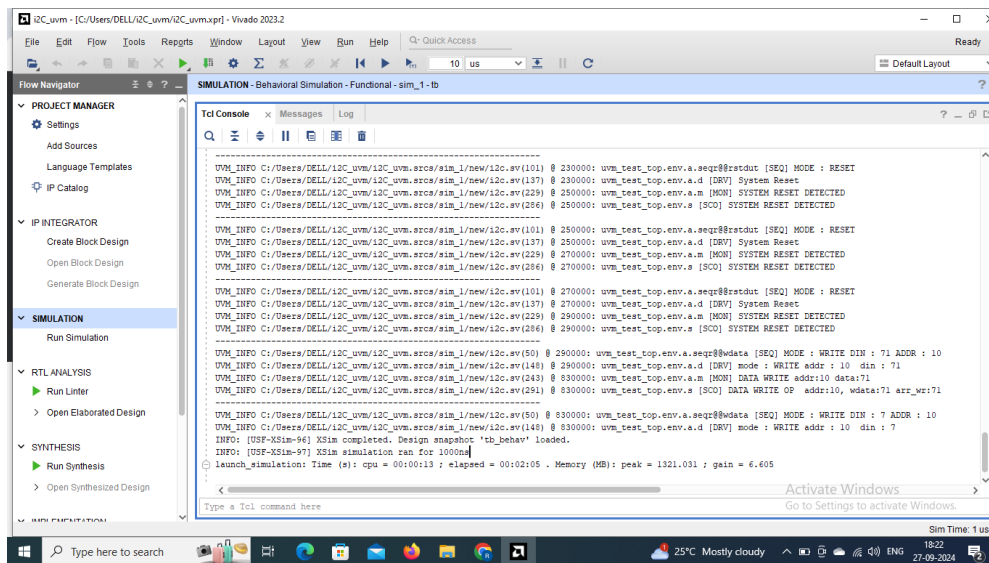 i2C_uvm - [C:/Users/DELL/i2C_uvm/i2C_uvm.xpr] - Vivado 2023.2
File Edit Flow Tools Reports Window Layout View Run Help Quick Access Ready
10 us Default Layout
Flow Navigator SIMULATION - Behavioral Simulation - Functional - sim_1 - tb
PROJECT MANAGER
Settings
Add Sources
Language Templates
IP Catalog
IP INTEGRATOR
Create Block Design
Open Block Design
Generate Block Design
SIMULATION
Run Simulation
RTL ANALYSIS
Run Linter
Open Elaborated Design
SYNTHESIS
Run Synthesis
Open Synthesized Design
IMPLEMENTATION
Tcl Console Messages Log
--------------------------------------------------------------
UVM_INFO C:/Users/DELL/i2C_uvm/i2C_uvm.srcs/sim_1/new/i2c.sv(101) @ 230000: uvm_test_top.env.a.seqr@@rstdut [SEQ] MODE : RESET
UVM_INFO C:/Users/DELL/i2C_uvm/i2C_uvm.srcs/sim_1/new/i2c.sv(137) @ 230000: uvm_test_top.env.a.d [DRV] System Reset
UVM_INFO C:/Users/DELL/i2C_uvm/i2C_uvm.srcs/sim_1/new/i2c.sv(229) @ 250000: uvm_test_top.env.a.m [MON] SYSTEM RESET DETECTED
UVM_INFO C:/Users/DELL/i2C_uvm/i2C_uvm.srcs/sim_1/new/i2c.sv(286) @ 250000: uvm_test_top.env.s [SCO] SYSTEM RESET DETECTED
--------------------------------------------------------------
UVM_INFO C:/Users/DELL/i2C_uvm/i2C_uvm.srcs/sim_1/new/i2c.sv(101) @ 250000: uvm_test_top.env.a.seqr@@rstdut [SEQ] MODE : RESET
UVM_INFO C:/Users/DELL/i2C_uvm/i2C_uvm.srcs/sim_1/new/i2c.sv(137) @ 250000: uvm_test_top.env.a.d [DRV] System Reset
UVM_INFO C:/Users/DELL/i2C_uvm/i2C_uvm.srcs/sim_1/new/i2c.sv(229) @ 270000: uvm_test_top.env.a.m [MON] SYSTEM RESET DETECTED
UVM_INFO C:/Users/DELL/i2C_uvm/i2C_uvm.srcs/sim_1/new/i2c.sv(286) @ 270000: uvm_test_top.env.s [SCO] SYSTEM RESET DETECTED
--------------------------------------------------------------
UVM_INFO C:/Users/DELL/i2C_uvm/i2C_uvm.srcs/sim_1/new/i2c.sv(101) @ 270000: uvm_test_top.env.a.seqr@@rstdut [SEQ] MODE : RESET
UVM_INFO C:/Users/DELL/i2C_uvm/i2C_uvm.srcs/sim_1/new/i2c.sv(137) @ 270000: uvm_test_top.env.a.d [DRV] System Reset
UVM_INFO C:/Users/DELL/i2C_uvm/i2C_uvm.srcs/sim_1/new/i2c.sv(229) @ 290000: uvm_test_top.env.a.m [MON] SYSTEM RESET DETECTED
UVM_INFO C:/Users/DELL/i2C_uvm/i2C_uvm.srcs/sim_1/new/i2c.sv(286) @ 290000: uvm_test_top.env.s [SCO] SYSTEM RESET DETECTED
--------------------------------------------------------------
UVM_INFO C:/Users/DELL/i2C_uvm/i2C_uvm.srcs/sim_1/new/i2c.sv(50) @ 290000: uvm_test_top.env.a.seqr@@wdata [SEQ] MODE : WRITE DIN : 71 ADDR : 10
UVM_INFO C:/Users/DELL/i2C_uvm/i2C_uvm.srcs/sim_1/new/i2c.sv(148) @ 290000: uvm_test_top.env.a.d [DRV] mode : WRITE addr : 10 din : 71
UVM_INFO C:/Users/DELL/i2C_uvm/i2C_uvm.srcs/sim_1/new/i2c.sv(243) @ 830000: uvm_test_top.env.a.m [MON] DATA WRITE addr:10 data:71
UVM_INFO C:/Users/DELL/i2C_uvm/i2C_uvm.srcs/sim_1/new/i2c.sv(291) @ 830000: uvm_test_top.env.s [SCO] DATA WRITE OP addr:10, wdata:71 arr_wr:71
--------------------------------------------------------------
UVM_INFO C:/Users/DELL/i2C_uvm/i2C_uvm.srcs/sim_1/new/i2c.sv(50) @ 830000: uvm_test_top.env.a.seqr@@wdata [SEQ] MODE : WRITE DIN : 7 ADDR : 10
UVM_INFO C:/Users/DELL/i2C_uvm/i2C_uvm.srcs/sim_1/new/i2c.sv(148) @ 830000: uvm_test_top.env.a.d [DRV] mode : WRITE addr : 10 din : 7
INFO: [USF-XSim-96] XSim completed. Design snapshot 'tb_behav' loaded.
INFO: [USF-XSim-97] XSim simulation ran for 1000ns
launch_simulation: Time (s): cpu = 00:00:13 ; elapsed = 00:02:05 . Memory (MB): peak = 1321.031 ; gain = 6.605
Type a Tcl command here
Activate Windows
Go to Settings to activate Windows.
Sim Time: 1 us
Type here to search 25°C Mostly cloudy ENG 18:22
27-09-2024 2